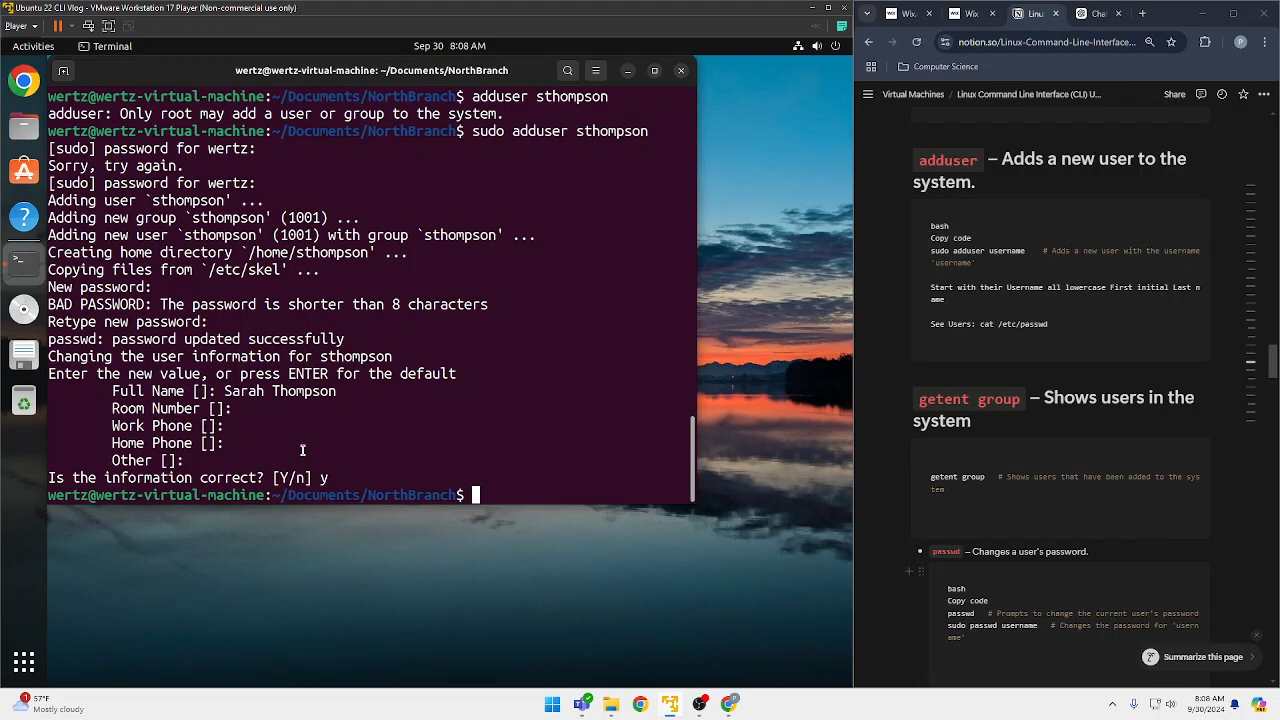 Ubuntu 22 CLI Vlog - VMware Workstation 17 Player (Non-commercial use only)
Player
Activities
Terminal
Sep 30 8:08 AM
wertz@wertz-virtual-machine: ~/Documents/NorthBranch
wertz@wertz-virtual-machine:~/Documents/NorthBranch$ adduser sthompson
adduser: Only root may add a user or group to the system.
wertz@wertz-virtual-machine:~/Documents/NorthBranch$ sudo adduser sthompson
[sudo] password for wertz:
Sorry, try again.
[sudo] password for wertz:
Adding user `sthompson' ...
Adding new group `sthompson' (1001) ...
Adding new user `sthompson' (1001) with group `sthompson' ...
Creating home directory `/home/sthompson' ...
Copying files from `/etc/skel' ...
New password:
BAD PASSWORD: The password is shorter than 8 characters
Retype new password:
passwd: password updated successfully
Changing the user information for sthompson
Enter the new value, or press ENTER for the default
Full Name []: Sarah Thompson
Room Number []:
Work Phone []:
Home Phone []:
Other []:
Is the information correct? [Y/n] y
wertz@wertz-virtual-machine:~/Documents/NorthBranch$
Wix
Wix
Linu
Cha
notion.so/Linux-Command-Line-Interface...
Computer Science
Virtual Machines / Linux Command Line Interface (CLI) U...
Share
adduser – Adds a new user to the
system.
bash
Copy code
sudo adduser username # Adds a new user with the username
'username'
Start with their Username all lowercase First initial Last n
ame
See Users: cat /etc/passwd
getent group – Shows users in the
system
getent group # Shows users that have been added to the sys
tem
passwd – Changes a user's password.
bash
Copy code
passwd # Prompts to change the current user's password
sudo passwd username # Changes the password for 'usern
ame'
Summarize this page
1
57°F
Mostly cloudy
8:08 AM
9/30/2024